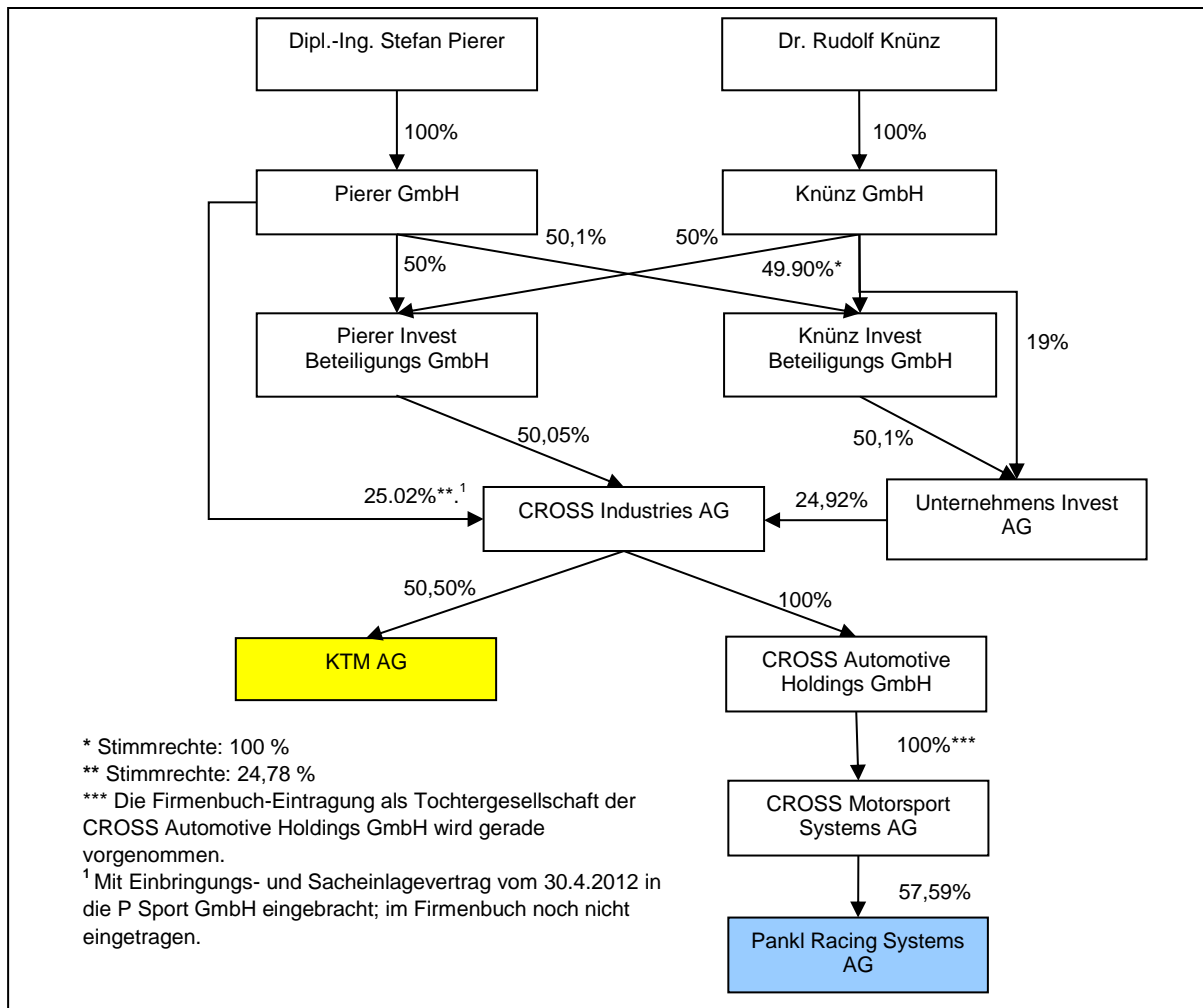 Dipl.-Ing. Stefan Pierer
Dr. Rudolf Knünz
100%
100%
Pierer GmbH
Knünz GmbH
50,1%
50%
50%
49.90%*
Pierer Invest
Beteiligungs GmbH
Knünz Invest
Beteiligungs GmbH
19%
50,05%
50,1%
25.02%**.¹
CROSS Industries AG
24,92%
Unternehmens Invest
AG
50,50%
100%
KTM AG
CROSS Automotive
Holdings GmbH
100%***
* Stimmrechte: 100 %
** Stimmrechte: 24,78 %
*** Die Firmenbuch-Eintragung als Tochtergesellschaft der
CROSS Automotive Holdings GmbH wird gerade
vorgenommen.
¹ Mit Einbringungs- und Sacheinlagevertrag vom 30.4.2012 in
die P Sport GmbH eingebracht; im Firmenbuch noch nicht
eingetragen.
CROSS Motorsport
Systems AG
57,59%
Pankl Racing Systems
AG